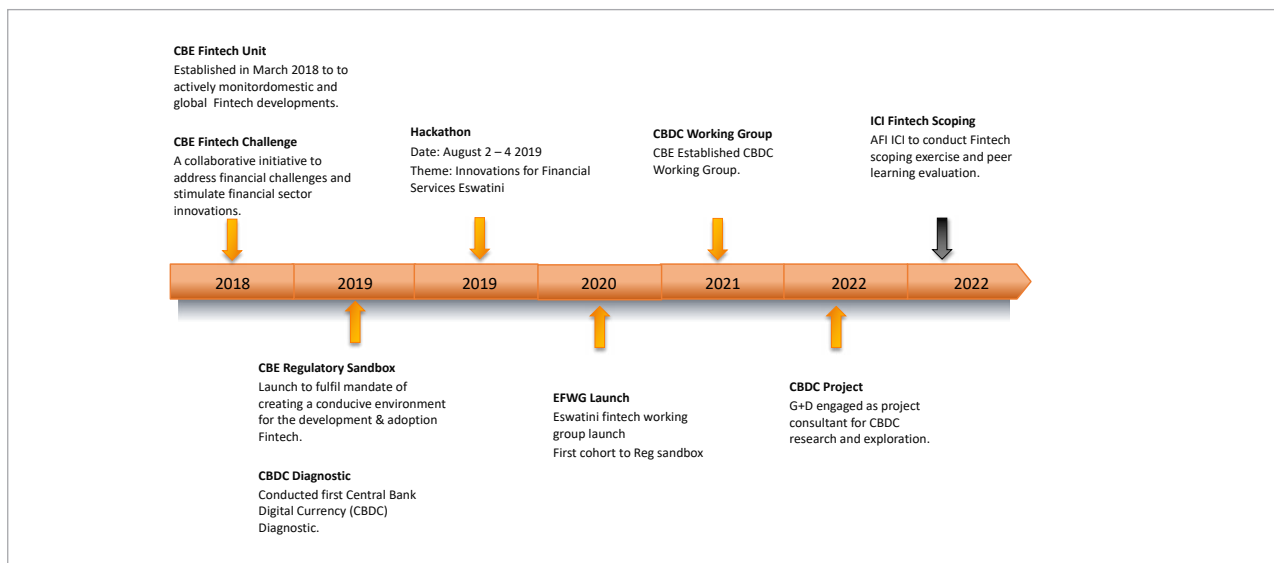 CBE Fintech Unit
Established in March 2018 to to
actively monitordomestic and
global Fintech developments.
CBE Fintech Challenge
A collaborative initiative to
address financial challenges and
stimulate financial sector
innovations.
Hackathon
Date: August 2 – 4 2019
Theme: Innovations for Financial
Services Eswatini
CBDC Working Group
CBE Established CBDC
Working Group.
ICI Fintech Scoping
AFI ICI to conduct Fintech
scoping exercise and peer
learning evaluation.
2018
2019
2019
2020
2021
2022
2022
CBE Regulatory Sandbox
Launch to fulfil mandate of
creating a conducive environment
for the development & adoption
Fintech.
CBDC Diagnostic
Conducted first Central Bank
Digital Currency (CBDC)
Diagnostic.
EFWG Launch
Eswatini fintech working
group launch
First cohort to Reg sandbox
CBDC Project
G+D engaged as project
consultant for CBDC
research and exploration.